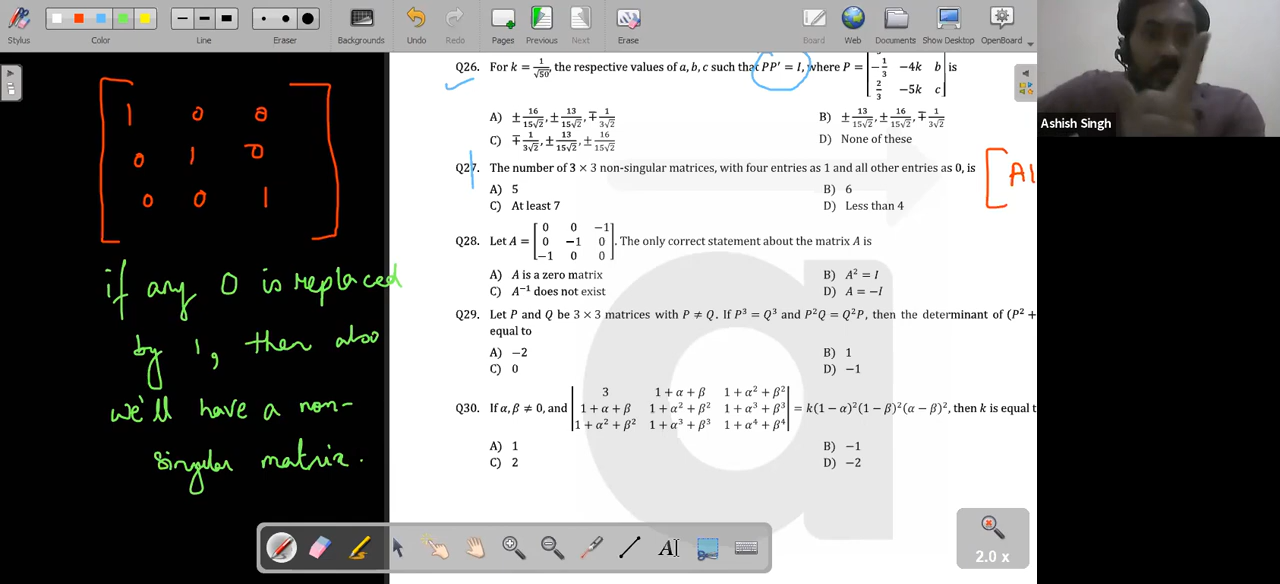 Stylus
Color
Line
Eraser
Backgrounds
Undo
Redo
Pages
Previous
Next
Erase
Board
Web
Documents
Show Desktop
OpenBoard
1 0 0
0 1 0
0 0 1
if any 0 is replaced
by 1, then also
we'll have a non-
singular matrix.
Q26. For k = 1/√50, the respective values of a, b, c such that PP′ = I, where P = is
-1/3 -4k b
2/3 -5k c
A) ± 16/15√2, ± 13/15√2, ∓ 1/3√2
B) ± 13/15√2, ± 16/15√2, ∓ 1/3√2
C) ∓ 1/3√2, ± 13/15√2, ± 16/15√2
D) None of these
Q27. The number of 3 × 3 non-singular matrices, with four entries as 1 and all other entries as 0, is
[ AI
A) 5
B) 6
C) At least 7
D) Less than 4
Q28. Let A = [0 0 -1
0 -1 0
-1 0 0]. The only correct statement about the matrix A is
A) A is a zero matrix
B) A² = I
C) A⁻¹ does not exist
D) A = -I
Q29. Let P and Q be 3 × 3 matrices with P ≠ Q. If P³ = Q³ and P²Q = Q²P, then the determinant of (P² +
equal to
A) -2
B) 1
C) 0
D) -1
Q30. If α, β ≠ 0, and |3 1 + α + β 1 + α² + β²
1 + α + β 1 + α² + β² 1 + α³ + β³
1 + α² + β² 1 + α³ + β³ 1 + α⁴ + β⁴| = k(1 - α)²(1 - β)²(α - β)², then k is equal t
A) 1
B) -1
C) 2
D) -2
Ashish Singh
2.0 x